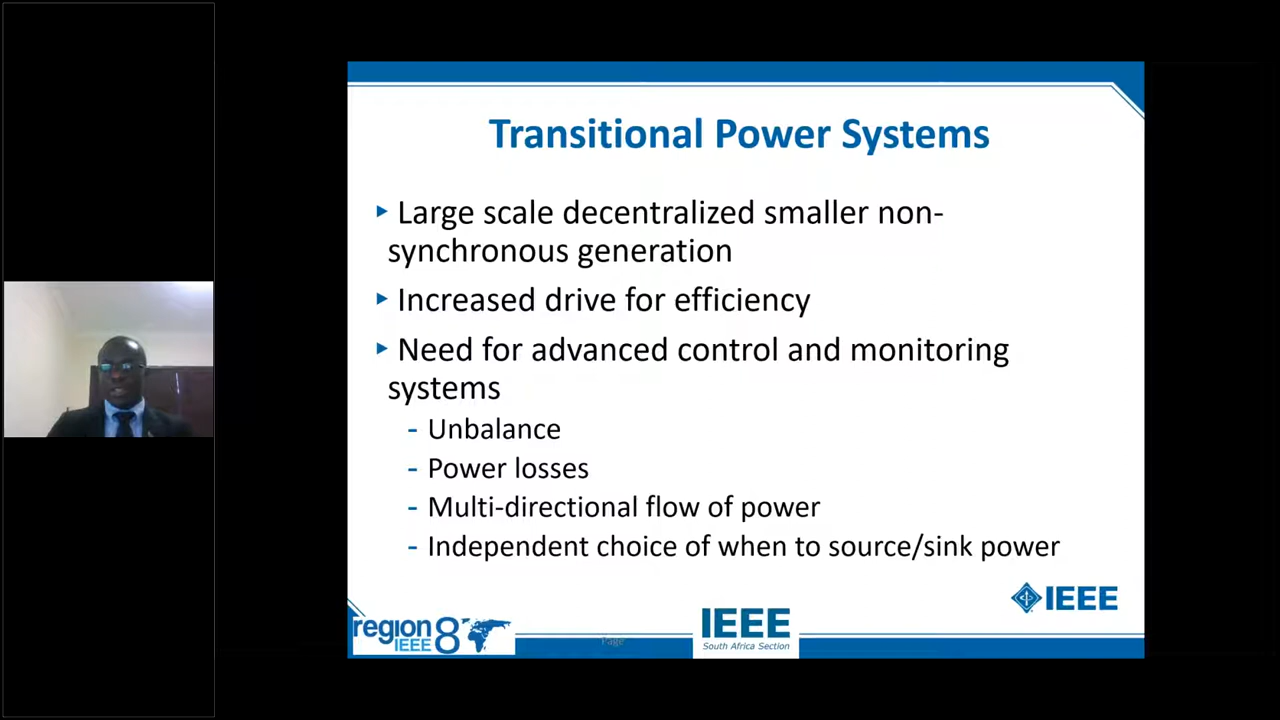 Transitional Power Systems
‣ Large scale decentralized smaller non-
synchronous generation
‣ Increased drive for efficiency
‣ Need for advanced control and monitoring
systems
- Unbalance
- Power losses
- Multi-directional flow of power
- Independent choice of when to source/sink power
IEEE
region 8
IEEE
Page
IEEE
South Africa Section